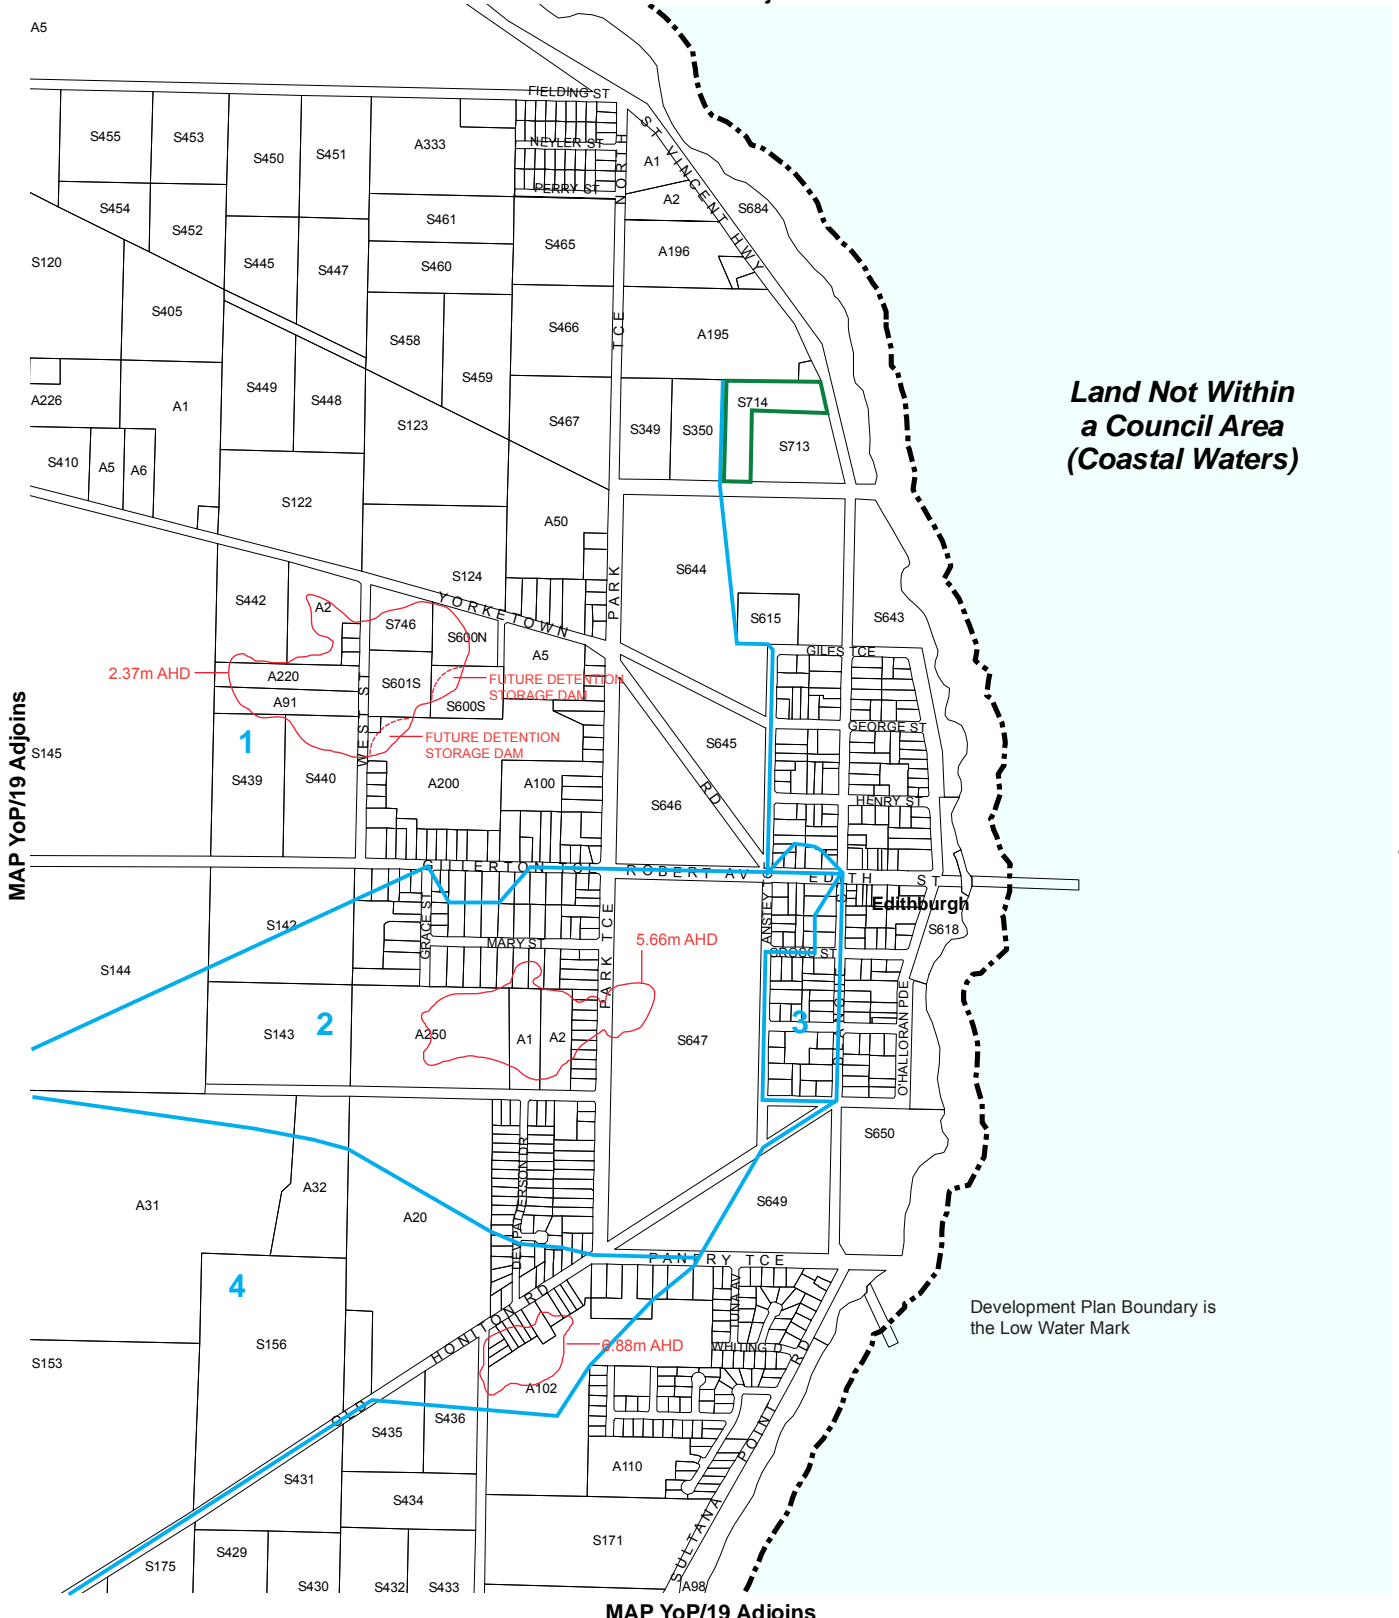 A5
FIELDING ST
S455
S453
S450
S451
A333
NEYLER ST
NORTH
ST VINCENT HWY
A1
PERRY ST
S454
S452
S461
A2
S684
S465
S120
S445
S447
S460
A196
S405
TCE
S458
S466
A195
S459
S449
S448
A226
A1
S123
S467
S349
S350
S714
S713
Land Not Within
a Council Area
(Coastal Waters)
S410
A5
A6
S122
A50
S644
PARK
S124
S442
A2
YORKETOWN
S746
S600N
S615
S643
A5
GILES TCE
2.37m AHD
A220
S601S
FUTURE DETENTION
STORAGE DAM
A91
S600S
WEST ST
GEORGE ST
1
FUTURE DETENTION
STORAGE DAM
S645
S145
S439
S440
A200
A100
RD
S646
HENRY ST
MAP YoP/19 Adjoins
GILLERTON TCE
ROBERT AV
EDITH ST
Edithburgh
S142
GRACE ST
MARY ST
PARK TCE
5.66m AHD
ANSTEY
CROSS ST
S618
S144
S143
2
A250
A1
A2
S647
3
O'HALLORAN PDE
S650
DEW PATERSON DR
A31
A32
A20
S649
PANTRY TCE
4
TINA AV
HONITON RD
Development Plan Boundary is
the Low Water Mark
S156
6.88m AHD
WHITING D
RD
S153
A102
OLD
S435
S436
POINT
A110
S431
S434
S171
SULTANA
S429
S175
S430
S432
S433
A98
MAP YoP/19 Adjoins